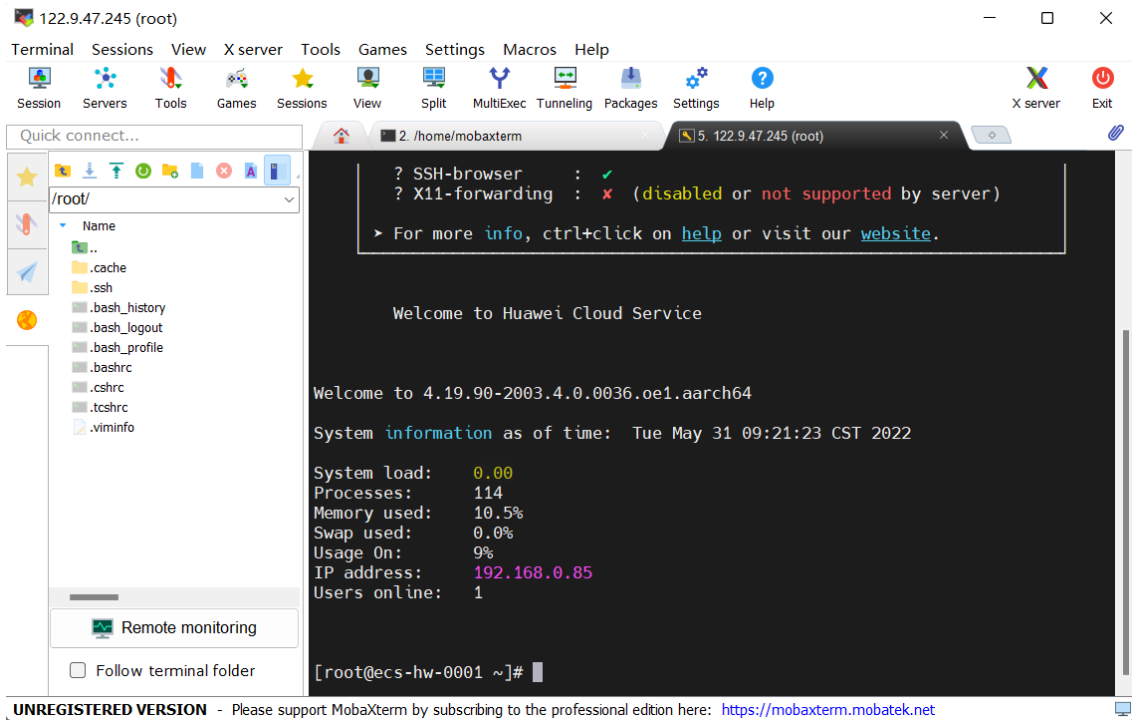 122.9.47.245 (root)
Terminal Sessions View X server Tools Games Settings Macros Help
Session Servers Tools Games Sessions View Split MultiExec Tunneling Packages Settings Help X server Exit
Quick connect...
2. /home/mobaxterm
5. 122.9.47.245 (root)
/root/
Name
..
.cache
.ssh
.bash_history
.bash_logout
.bash_profile
.bashrc
.cshrc
.tcshrc
.viminfo
Remote monitoring
Follow terminal folder
? SSH-browser : ✔
? X11-forwarding : ✘ (disabled or not supported by server)
➤ For more info, ctrl+click on help or visit our website.
Welcome to Huawei Cloud Service
Welcome to 4.19.90-2003.4.0.0036.oe1.aarch64
System information as of time: Tue May 31 09:21:23 CST 2022
System load: 0.00
Processes: 114
Memory used: 10.5%
Swap used: 0.0%
Usage On: 9%
IP address: 192.168.0.85
Users online: 1
[root@ecs-hw-0001 ~]#
UNREGISTERED VERSION - Please support MobaXterm by subscribing to the professional edition here: https://mobaxterm.mobatek.net